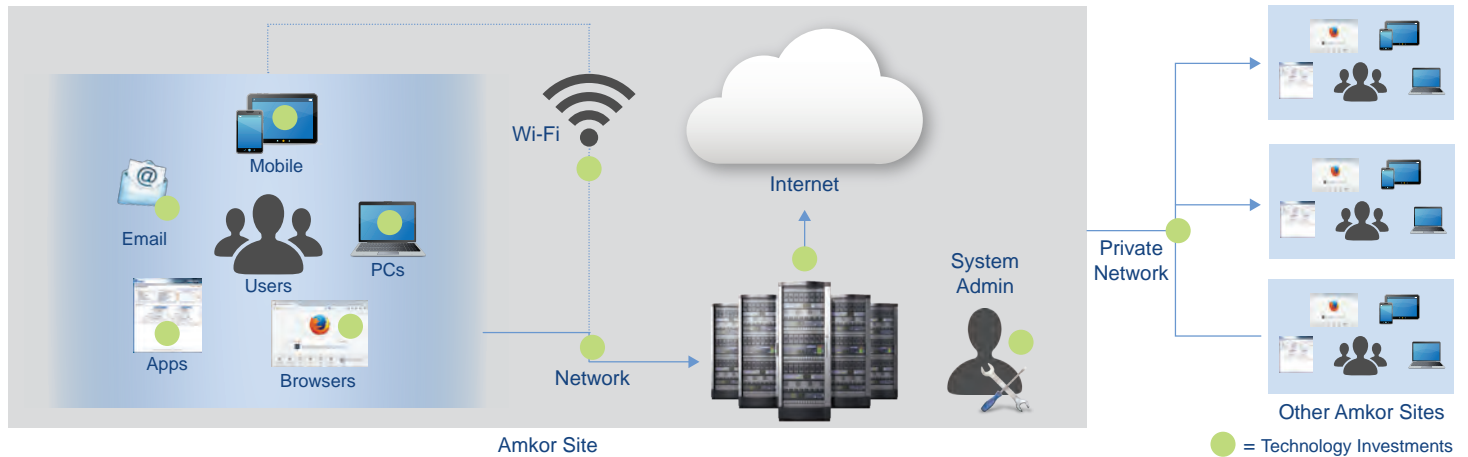 Mobile
Email
Users
PCs
Apps
Browsers
Wi-Fi
Network
Internet
System
Admin
Amkor Site
Private
Network
Other Amkor Sites
= Technology Investments